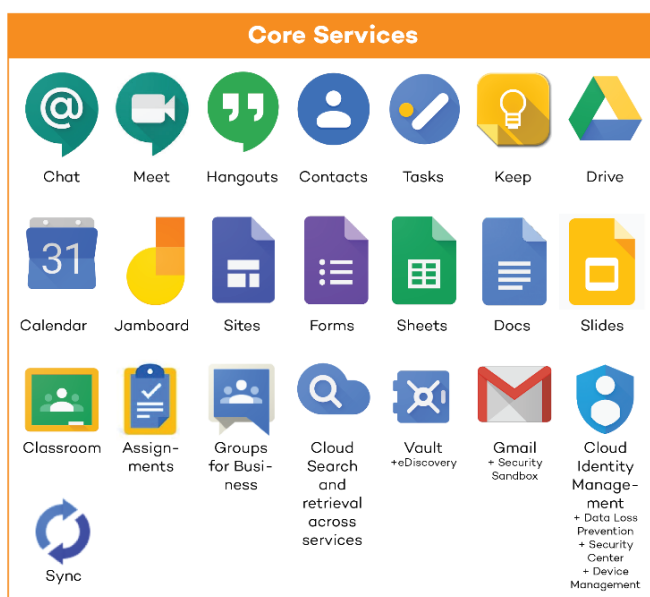 Core Services
Chat Meet Hangouts Contacts Tasks Keep Drive
31
Calendar Jamboard Sites Forms Sheets Docs Slides
Classroom
Assign-
ments
Groups
for Busi-
ness
Cloud
Search
and
retrieval
across
services
Vault
+eDiscovery
Gmail
+ Security
Sandbox
Cloud
Identity
Manage-
ment
+ Data Loss
Prevention
+ Security
Center
+ Device
Management
Sync